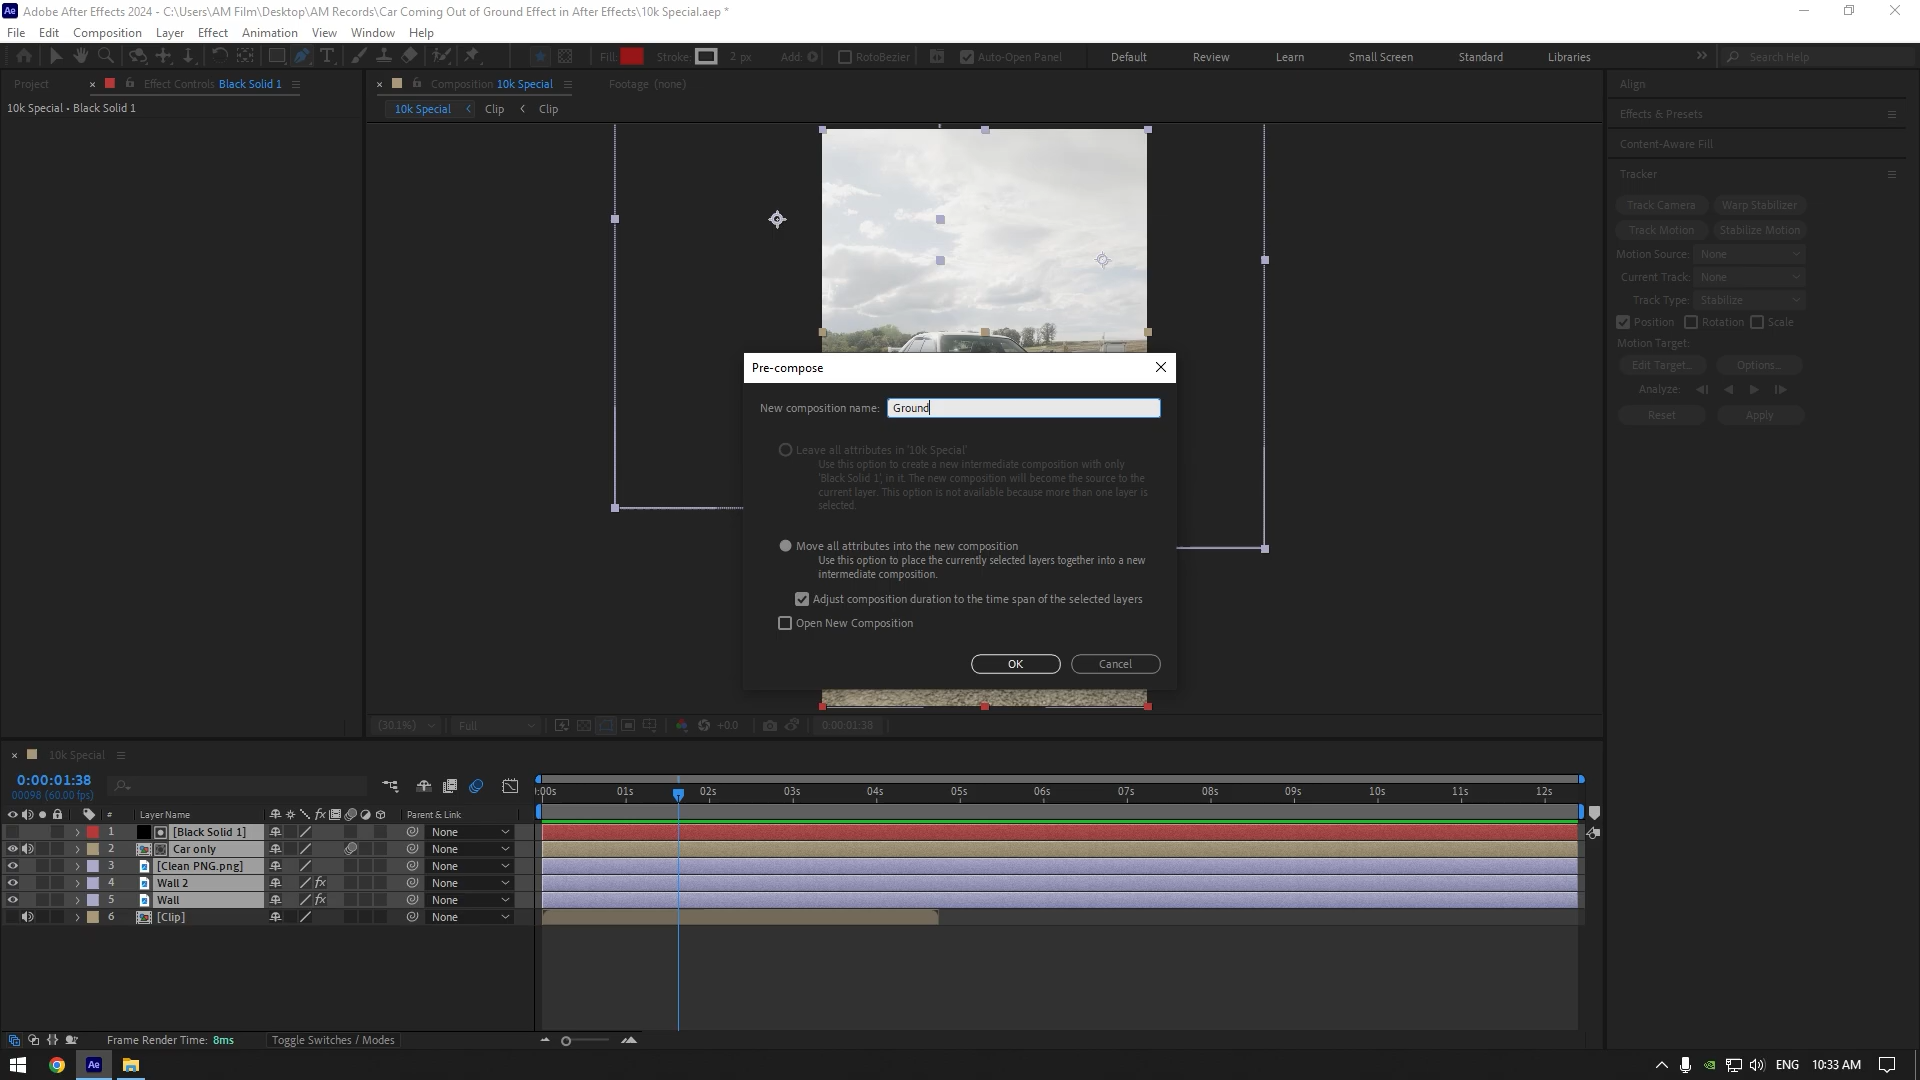 Adobe After Effects 2024 - C:\Users\AM Film\Desktop\AM Records\Car Coming Out of Ground Effect in After Effects\10k Special.aep *
File Edit Composition Layer Effect Animation View Window Help
Fill: Stroke: 2 px Add: RotoBezier Auto-Open Panel Default Review Learn Small Screen Standard Libraries Search Help
Project Effect Controls Black Solid 1 Composition 10k Special Footage (none) Align
10k Special • Black Solid 1 10k Special Clip Clip
Effects & Presets
Content-Aware Fill
Tracker
Track Camera Warp Stabilizer
Track Motion Stabilize Motion
Motion Source: None
Current Track: None
Track Type: Stabilize
Position Rotation Scale
Motion Target:
Edit Target... Options...
Analyze:
Reset Apply
Pre-compose
New composition name: Ground
Leave all attributes in '10k Special'
Use this option to create a new intermediate composition with only
'Black Solid 1', in it. The new composition will become the source to the
current layer. This option is not available because more than one layer is
selected.
Move all attributes into the new composition
Use this option to place the currently selected layers together into a new
intermediate composition.
Adjust composition duration to the time span of the selected layers
Open New Composition
OK Cancel
(30.1%) Full +0.0 0:00:01:38
10k Special
0:00:01:38
00098 (60.00 fps)
:00s 01s 02s 03s 04s 05s 06s 07s 08s 09s 10s 11s 12s
# Layer Name fx Parent & Link
1 [Black Solid 1] None
2 Car only None
3 [Clean PNG.png] None
4 Wall 2 fx None
5 Wall fx None
6 [Clip] None
Frame Render Time: 8ms Toggle Switches / Modes
Ae ENG 10:33 AM